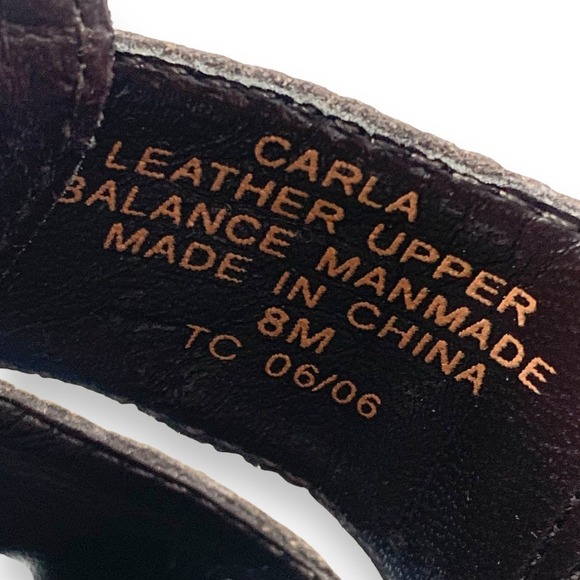 CARLA
LEATHER UPPER
BALANCE MANMADE
MADE IN CHINA
8M
TC 06/06